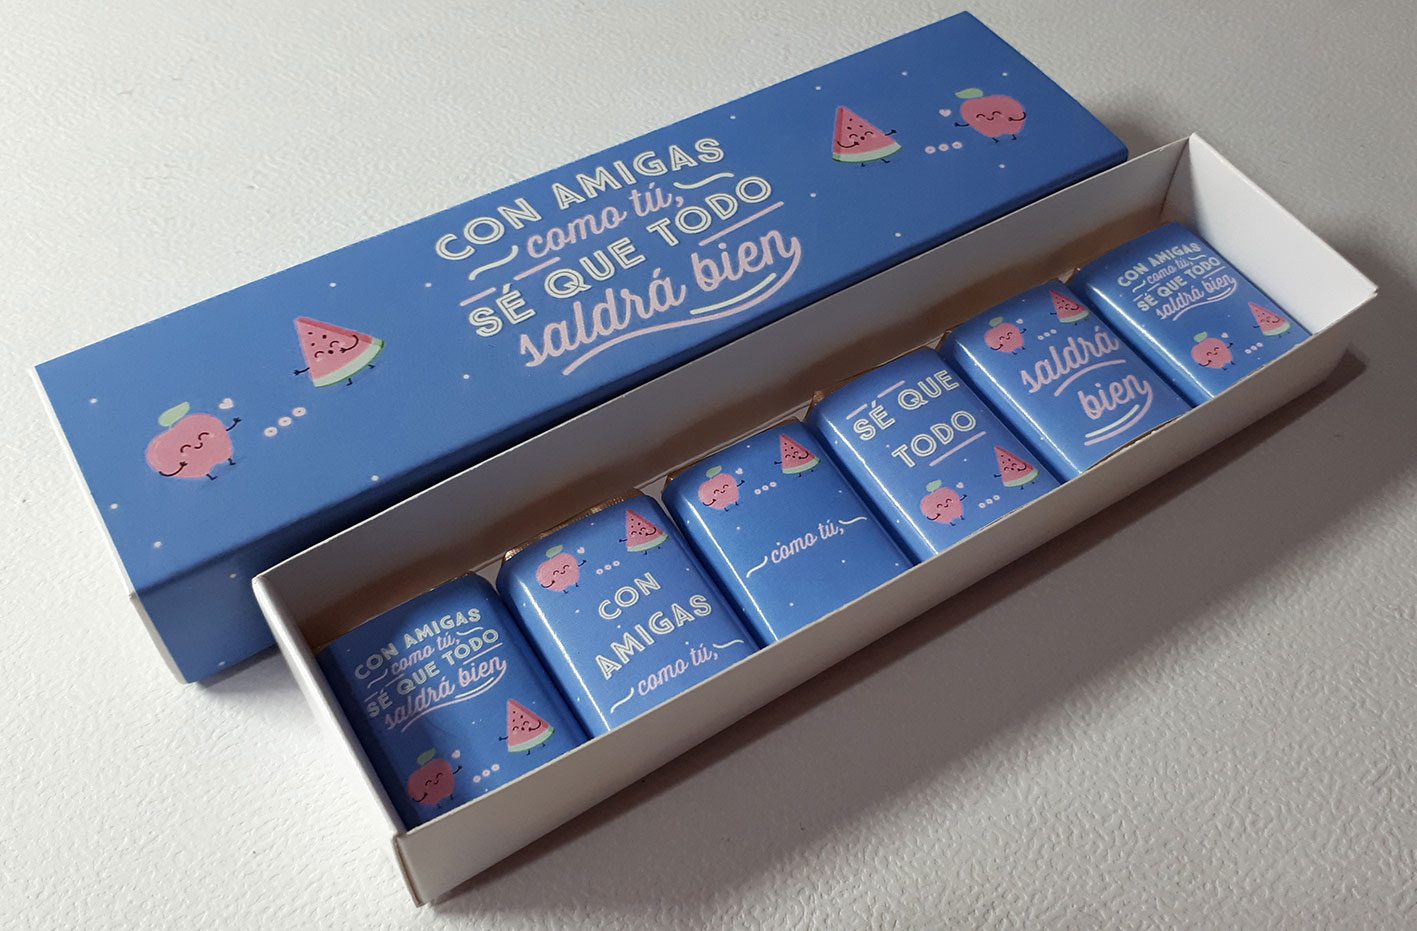 CON AMIGAS
como tú,
SÉ QUE TODO
saldrá bien
CON AMIGAS
como tú,
SÉ QUE TODO
saldrá bien
CON
AMIGAS
como tú,
como tú,
SÉ QUE
TODO
saldrá
bien
CON AMIGAS
como tú,
SÉ QUE TODO
saldrá bien